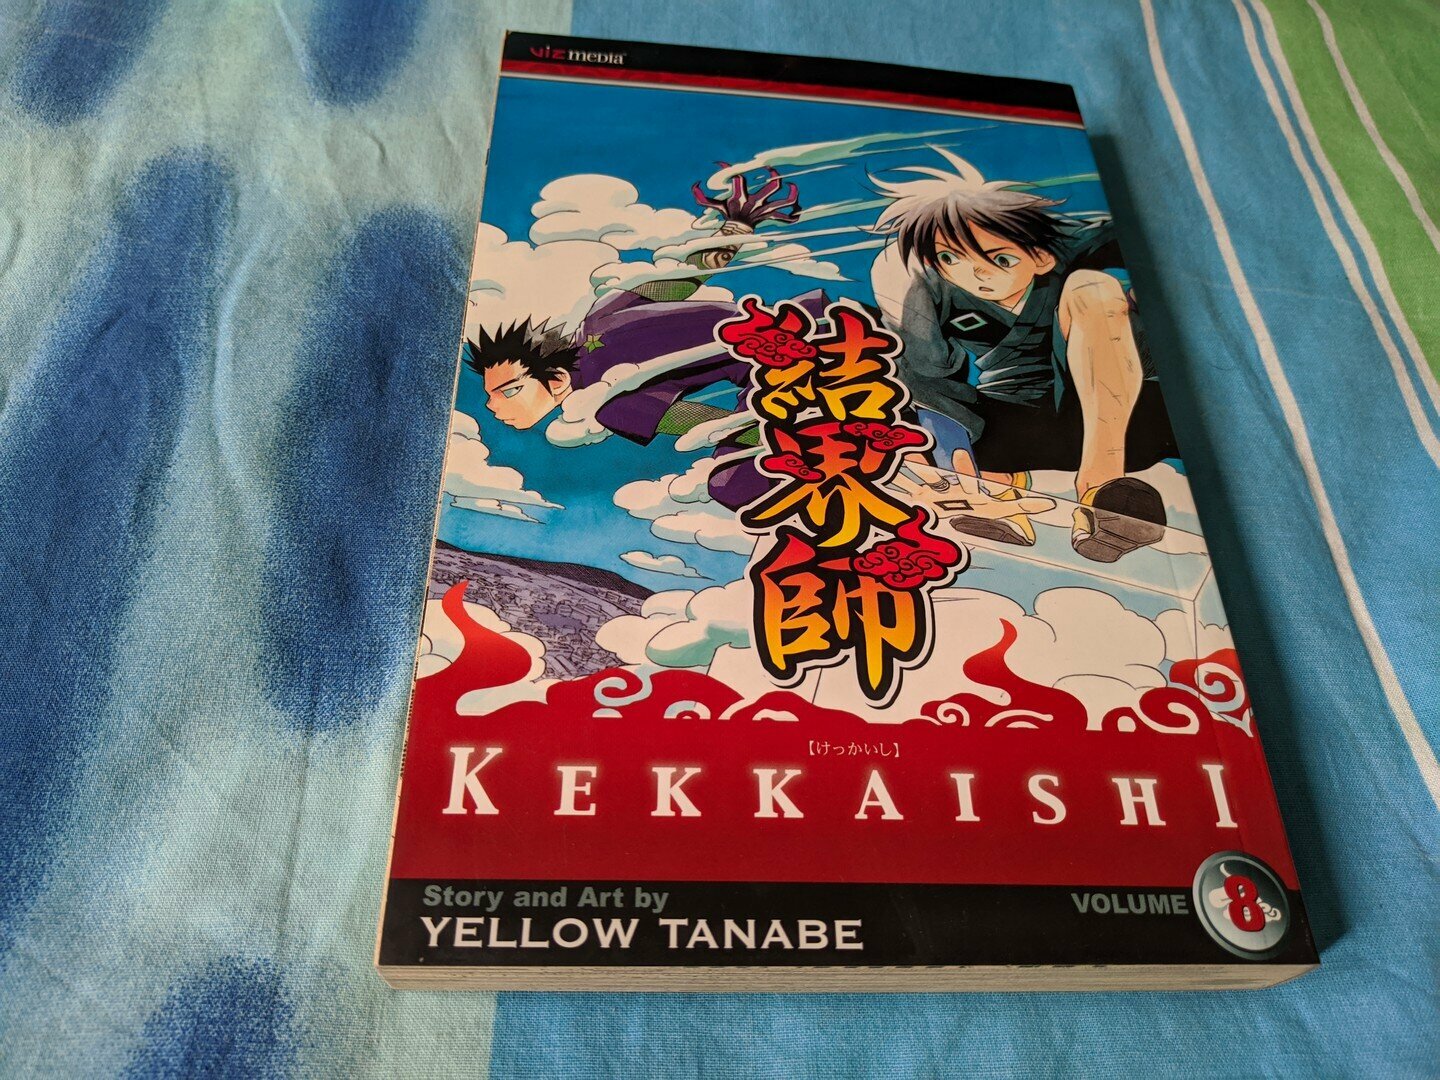 VIZ media
結界師
【けっかいし】
KEKKAISHI
Story and Art by
YELLOW TANABE
VOLUME 8